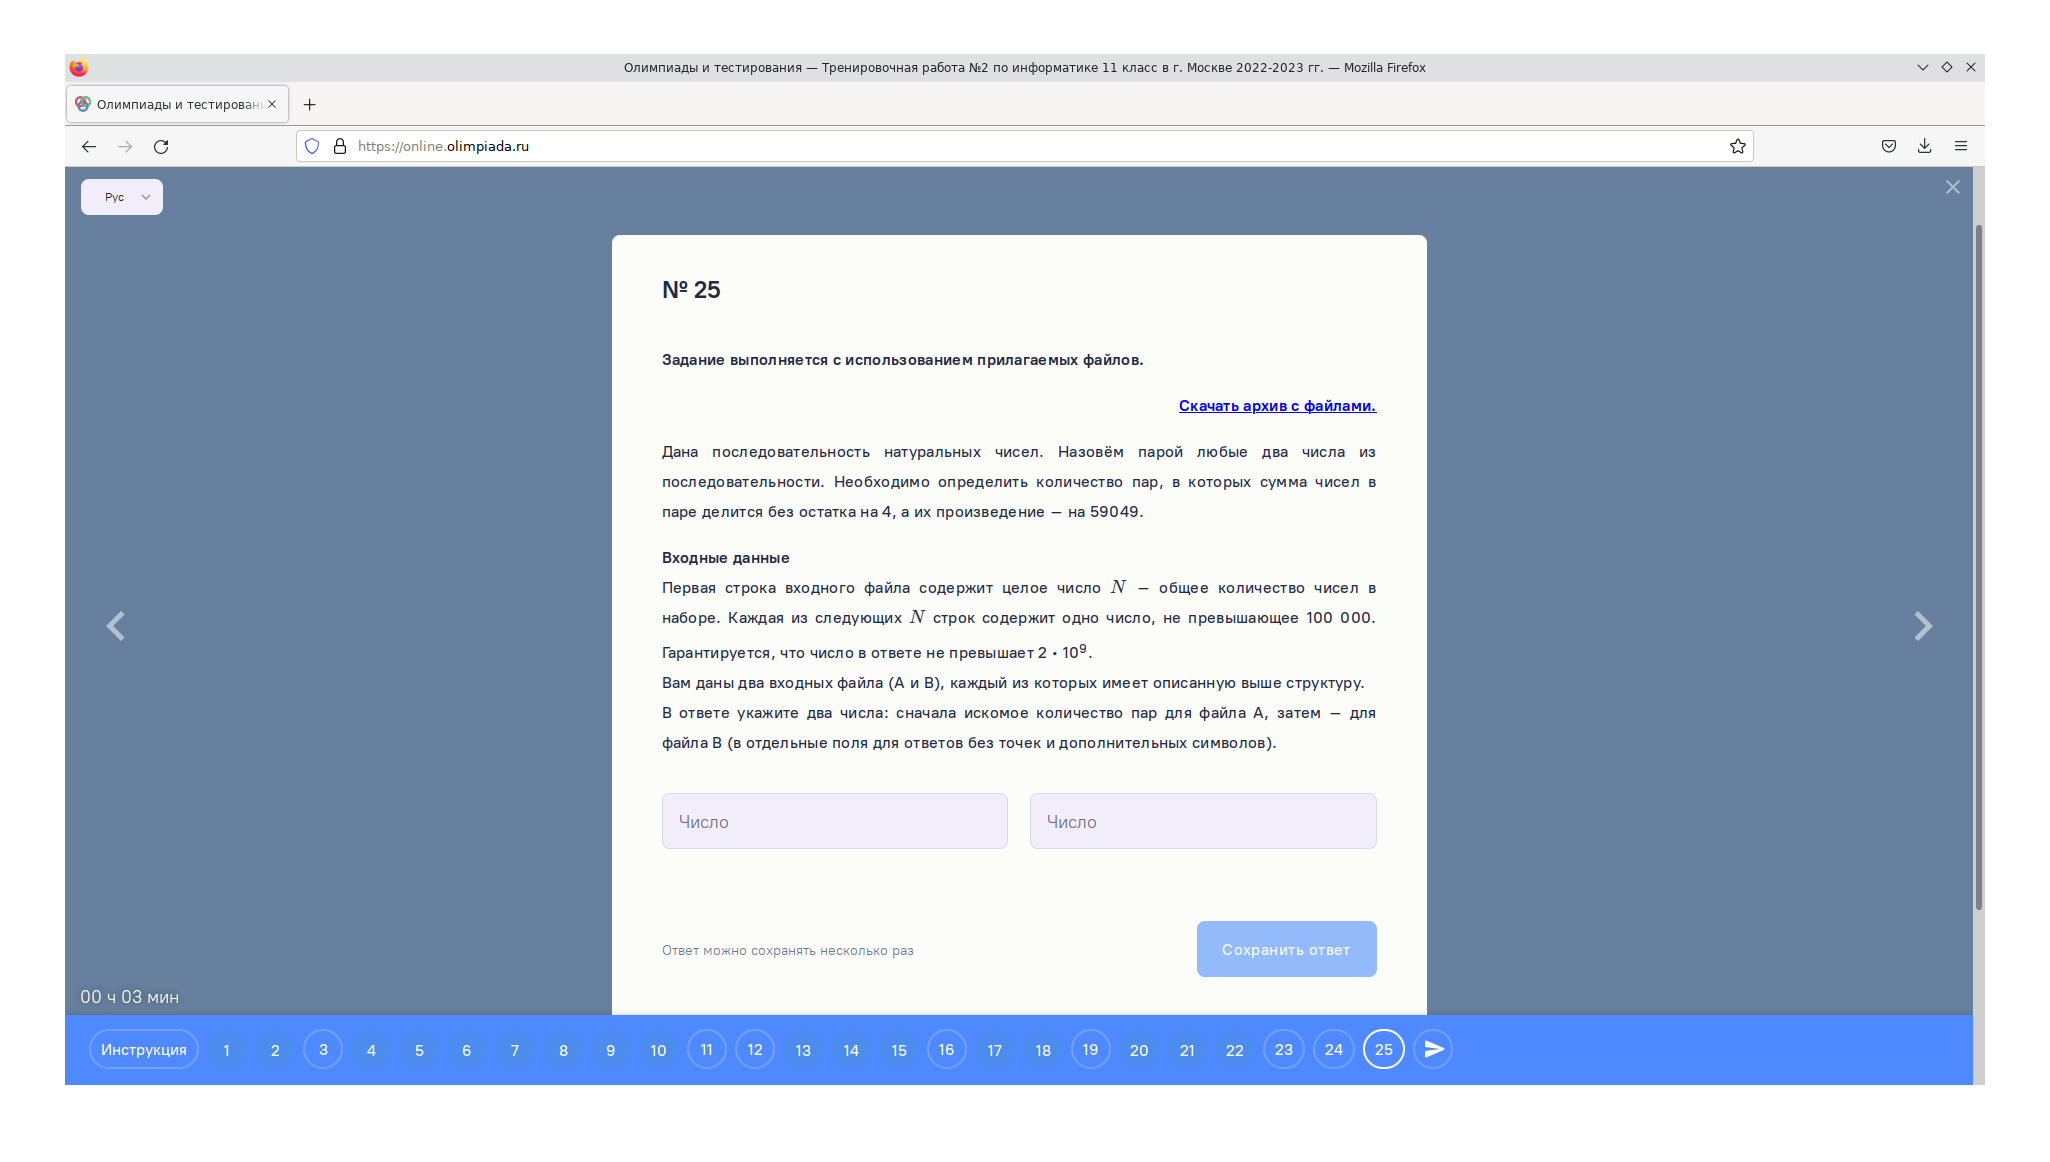 Олимпиады и тестирования — Тренировочная работа №2 по информатике 11 класс в г. Москве 2022-2023 гг. — Mozilla Firefox
Олимпиады и тестирован
https://online.olimpiada.ru
Рус
№ 25
Задание выполняется с использованием прилагаемых файлов.
Скачать архив с файлами.
Дана последовательность натуральных чисел. Назовём парой любые два числа из
последовательности. Необходимо определить количество пар, в которых сумма чисел в
паре делится без остатка на 4, а их произведение — на 59049.
Входные данные
Первая строка входного файла содержит целое число N — общее количество чисел в
наборе. Каждая из следующих N строк содержит одно число, не превышающее 100 000.
Гарантируется, что число в ответе не превышает 2 • 10⁹.
Вам даны два входных файла (A и B), каждый из которых имеет описанную выше структуру.
В ответе укажите два числа: сначала искомое количество пар для файла A, затем — для
файла B (в отдельные поля для ответов без точек и дополнительных символов).
Число Число
Ответ можно сохранять несколько раз Сохранить ответ
00 ч 03 мин
Инструкция 1 2 3 4 5 6 7 8 9 10 11 12 13 14 15 16 17 18 19 20 21 22 23 24 25